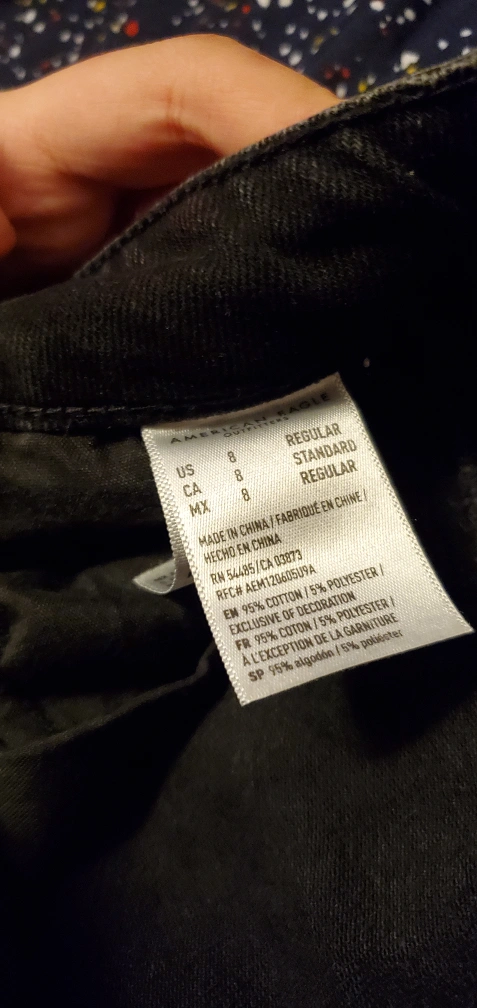 AMERICAN EAGLE
OUTFITTERS
US 8 REGULAR
CA 8 STANDARD
MX 8 REGULAR
MADE IN CHINA / FABRIQUÉ EN CHINE /
HECHO EN CHINA
RN 54485/CA 03873
RFC# AEM120605U9A
EN 95% COTTON / 5% POLYESTER /
EXCLUSIVE OF DECORATION
FR 95% COTON / 5% POLYESTER /
À L'EXCEPTION DE LA GARNITURE
SP 95% algodón / 5% poliéster